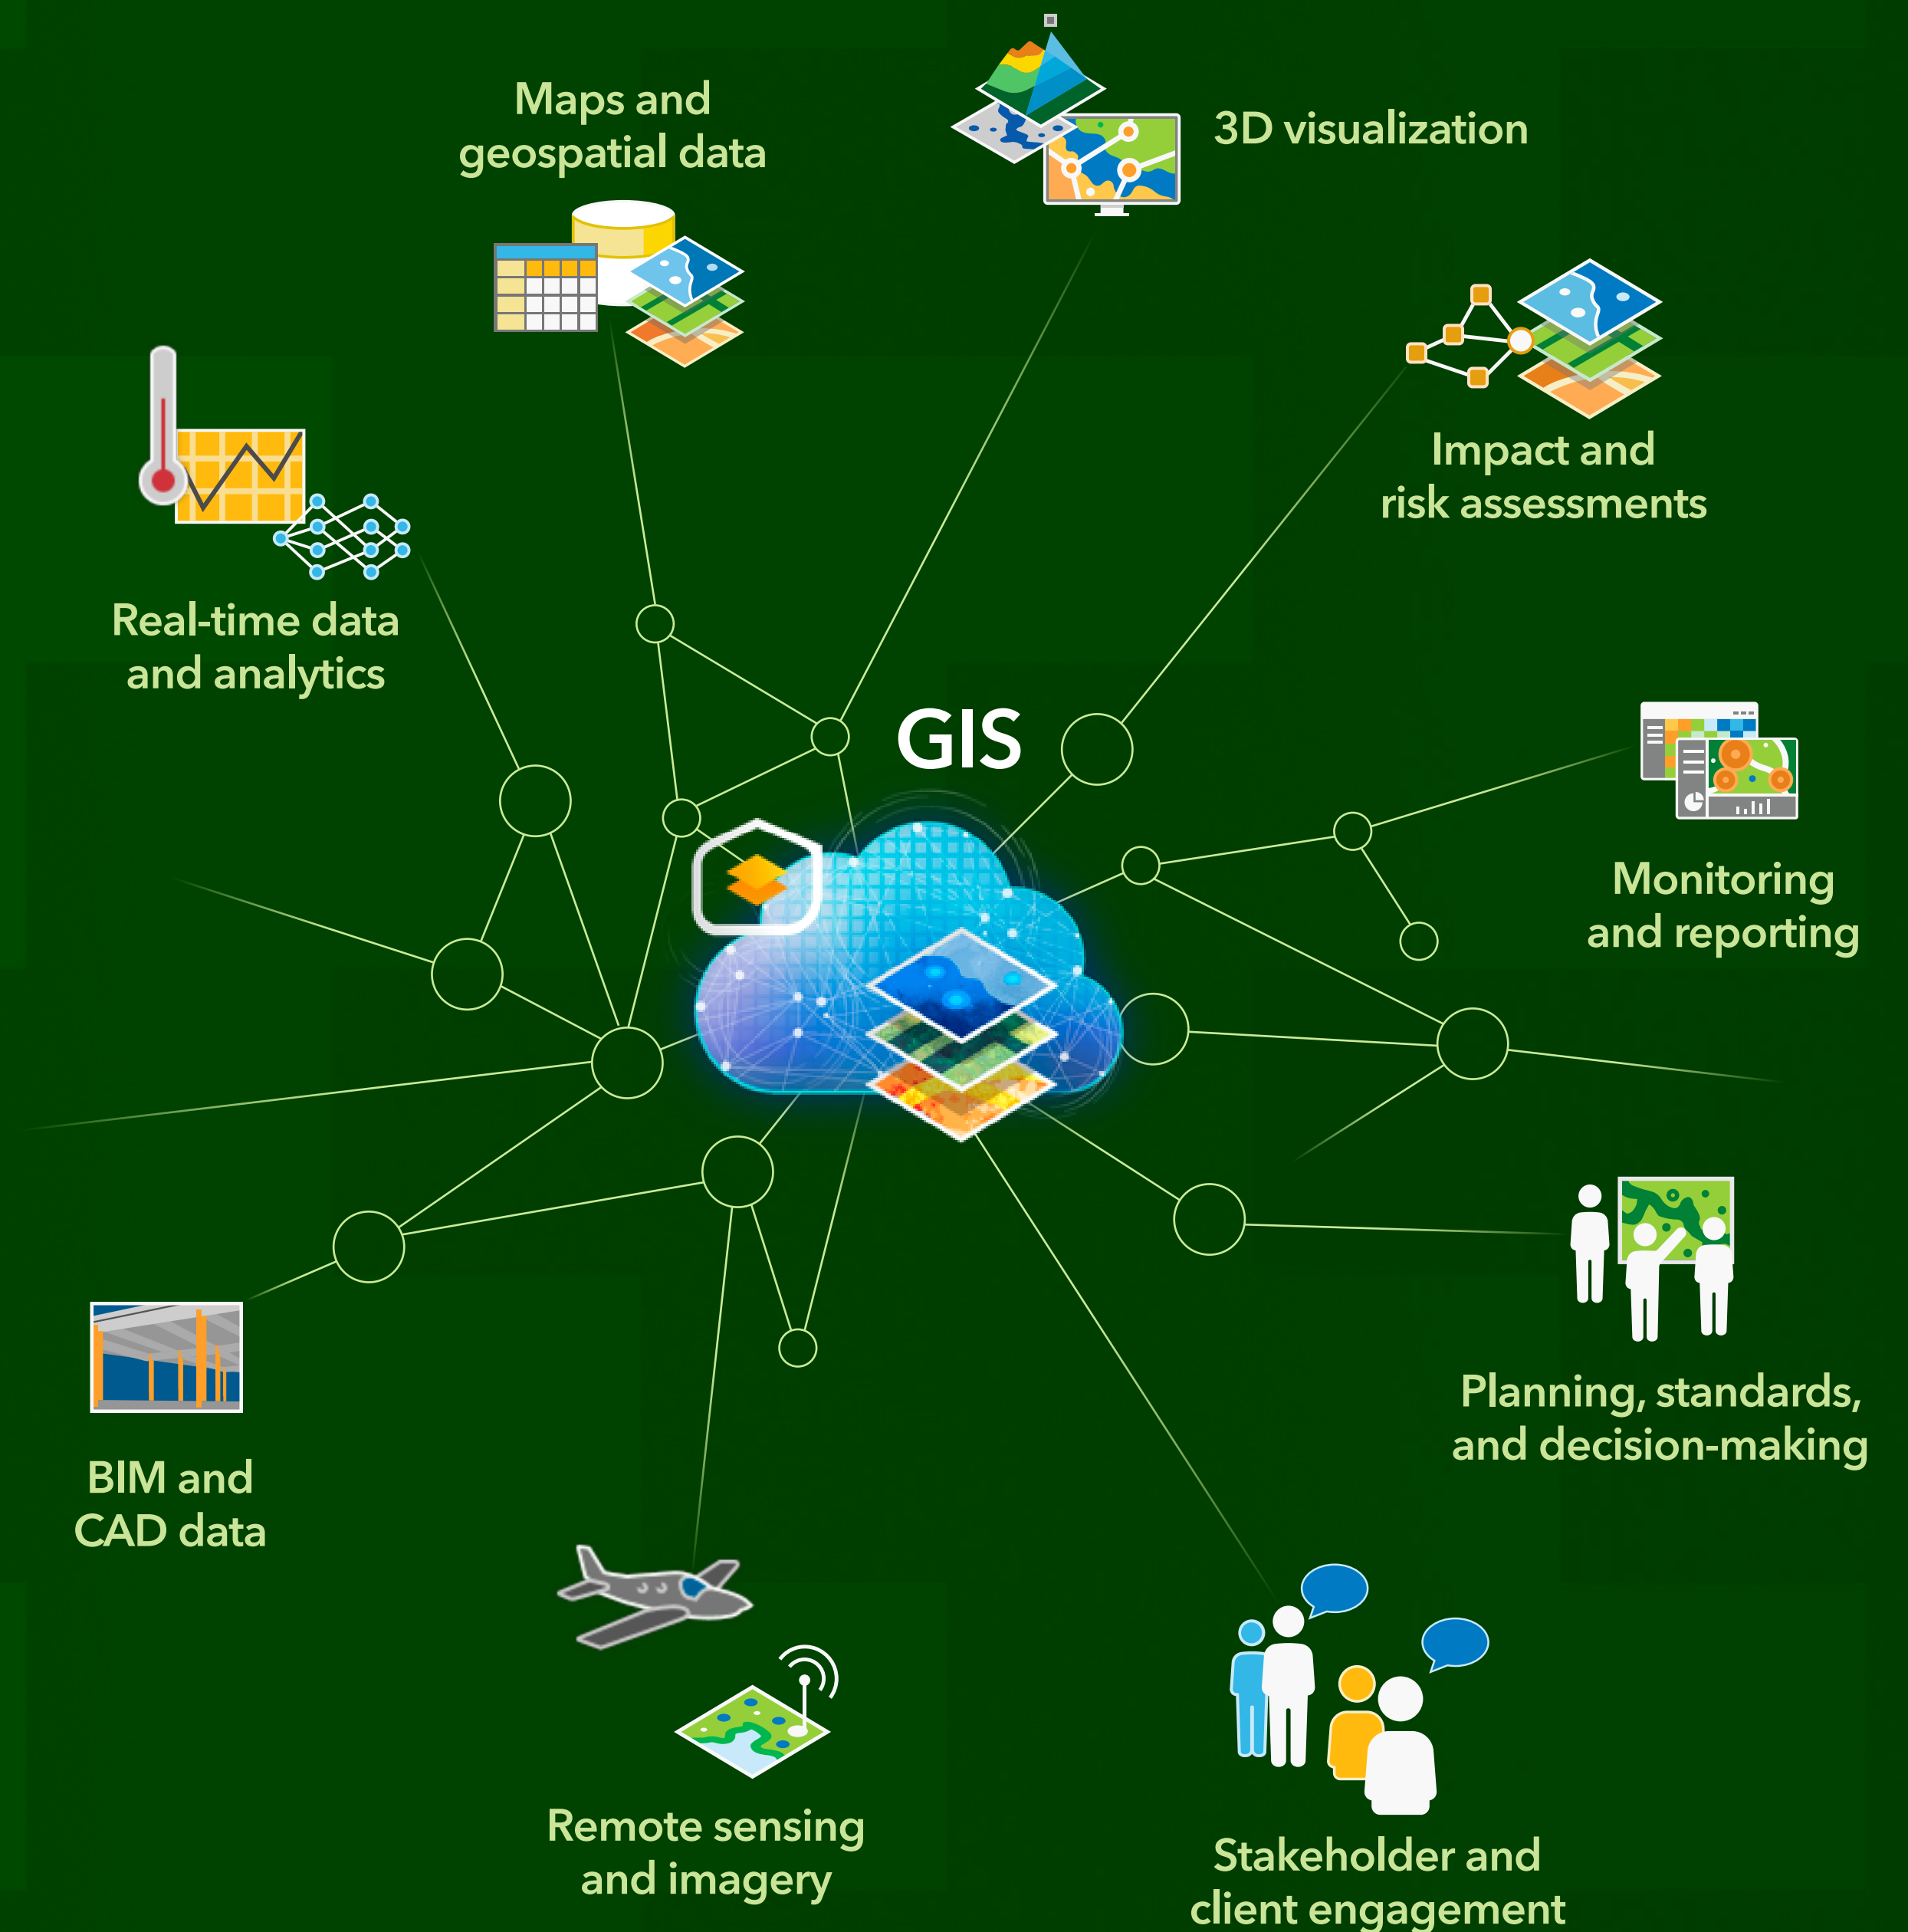 Maps and
geospatial data
3D visualization
Impact and
risk assessments
Real-time data
and analytics
GIS
Monitoring
and reporting
Planning, standards,
and decision-making
BIM and
CAD data
Remote sensing
and imagery
Stakeholder and
client engagement